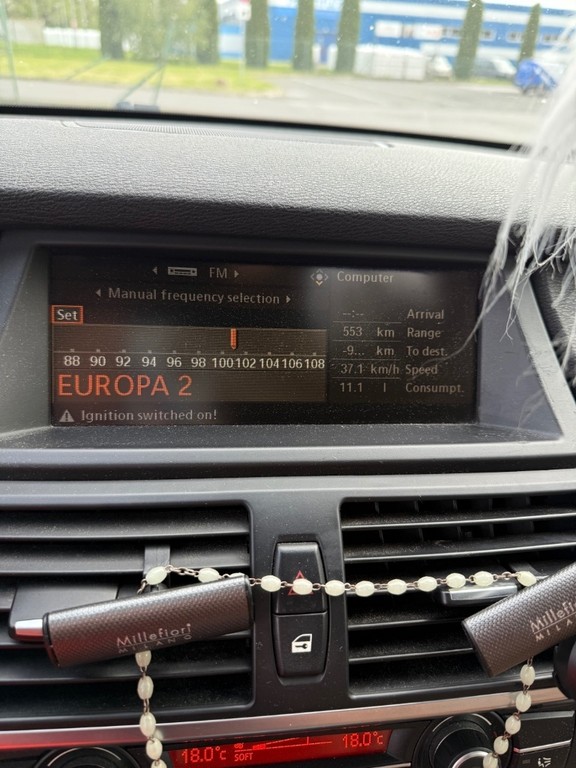 FM
Computer
Manual frequency selection
Set
88 90 92 94 96 98 100 102 104 106 108
EUROPA 2
Ignition switched on!
--:-- Arrival
553 km Range
-9... km To dest.
37.1 km/h Speed
11.1 l Consumpt.
Millefiori
MILANO
Millefiori
MILANO
18.0°C
SOFT
18.0°C